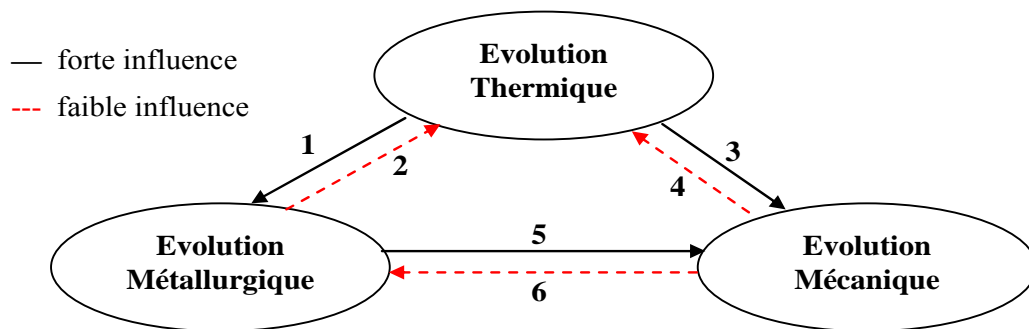 Evolution
Thermique
forte influence
faible influence
1
2
3
4
Evolution
Métallurgique
5
6
Evolution
Mécanique